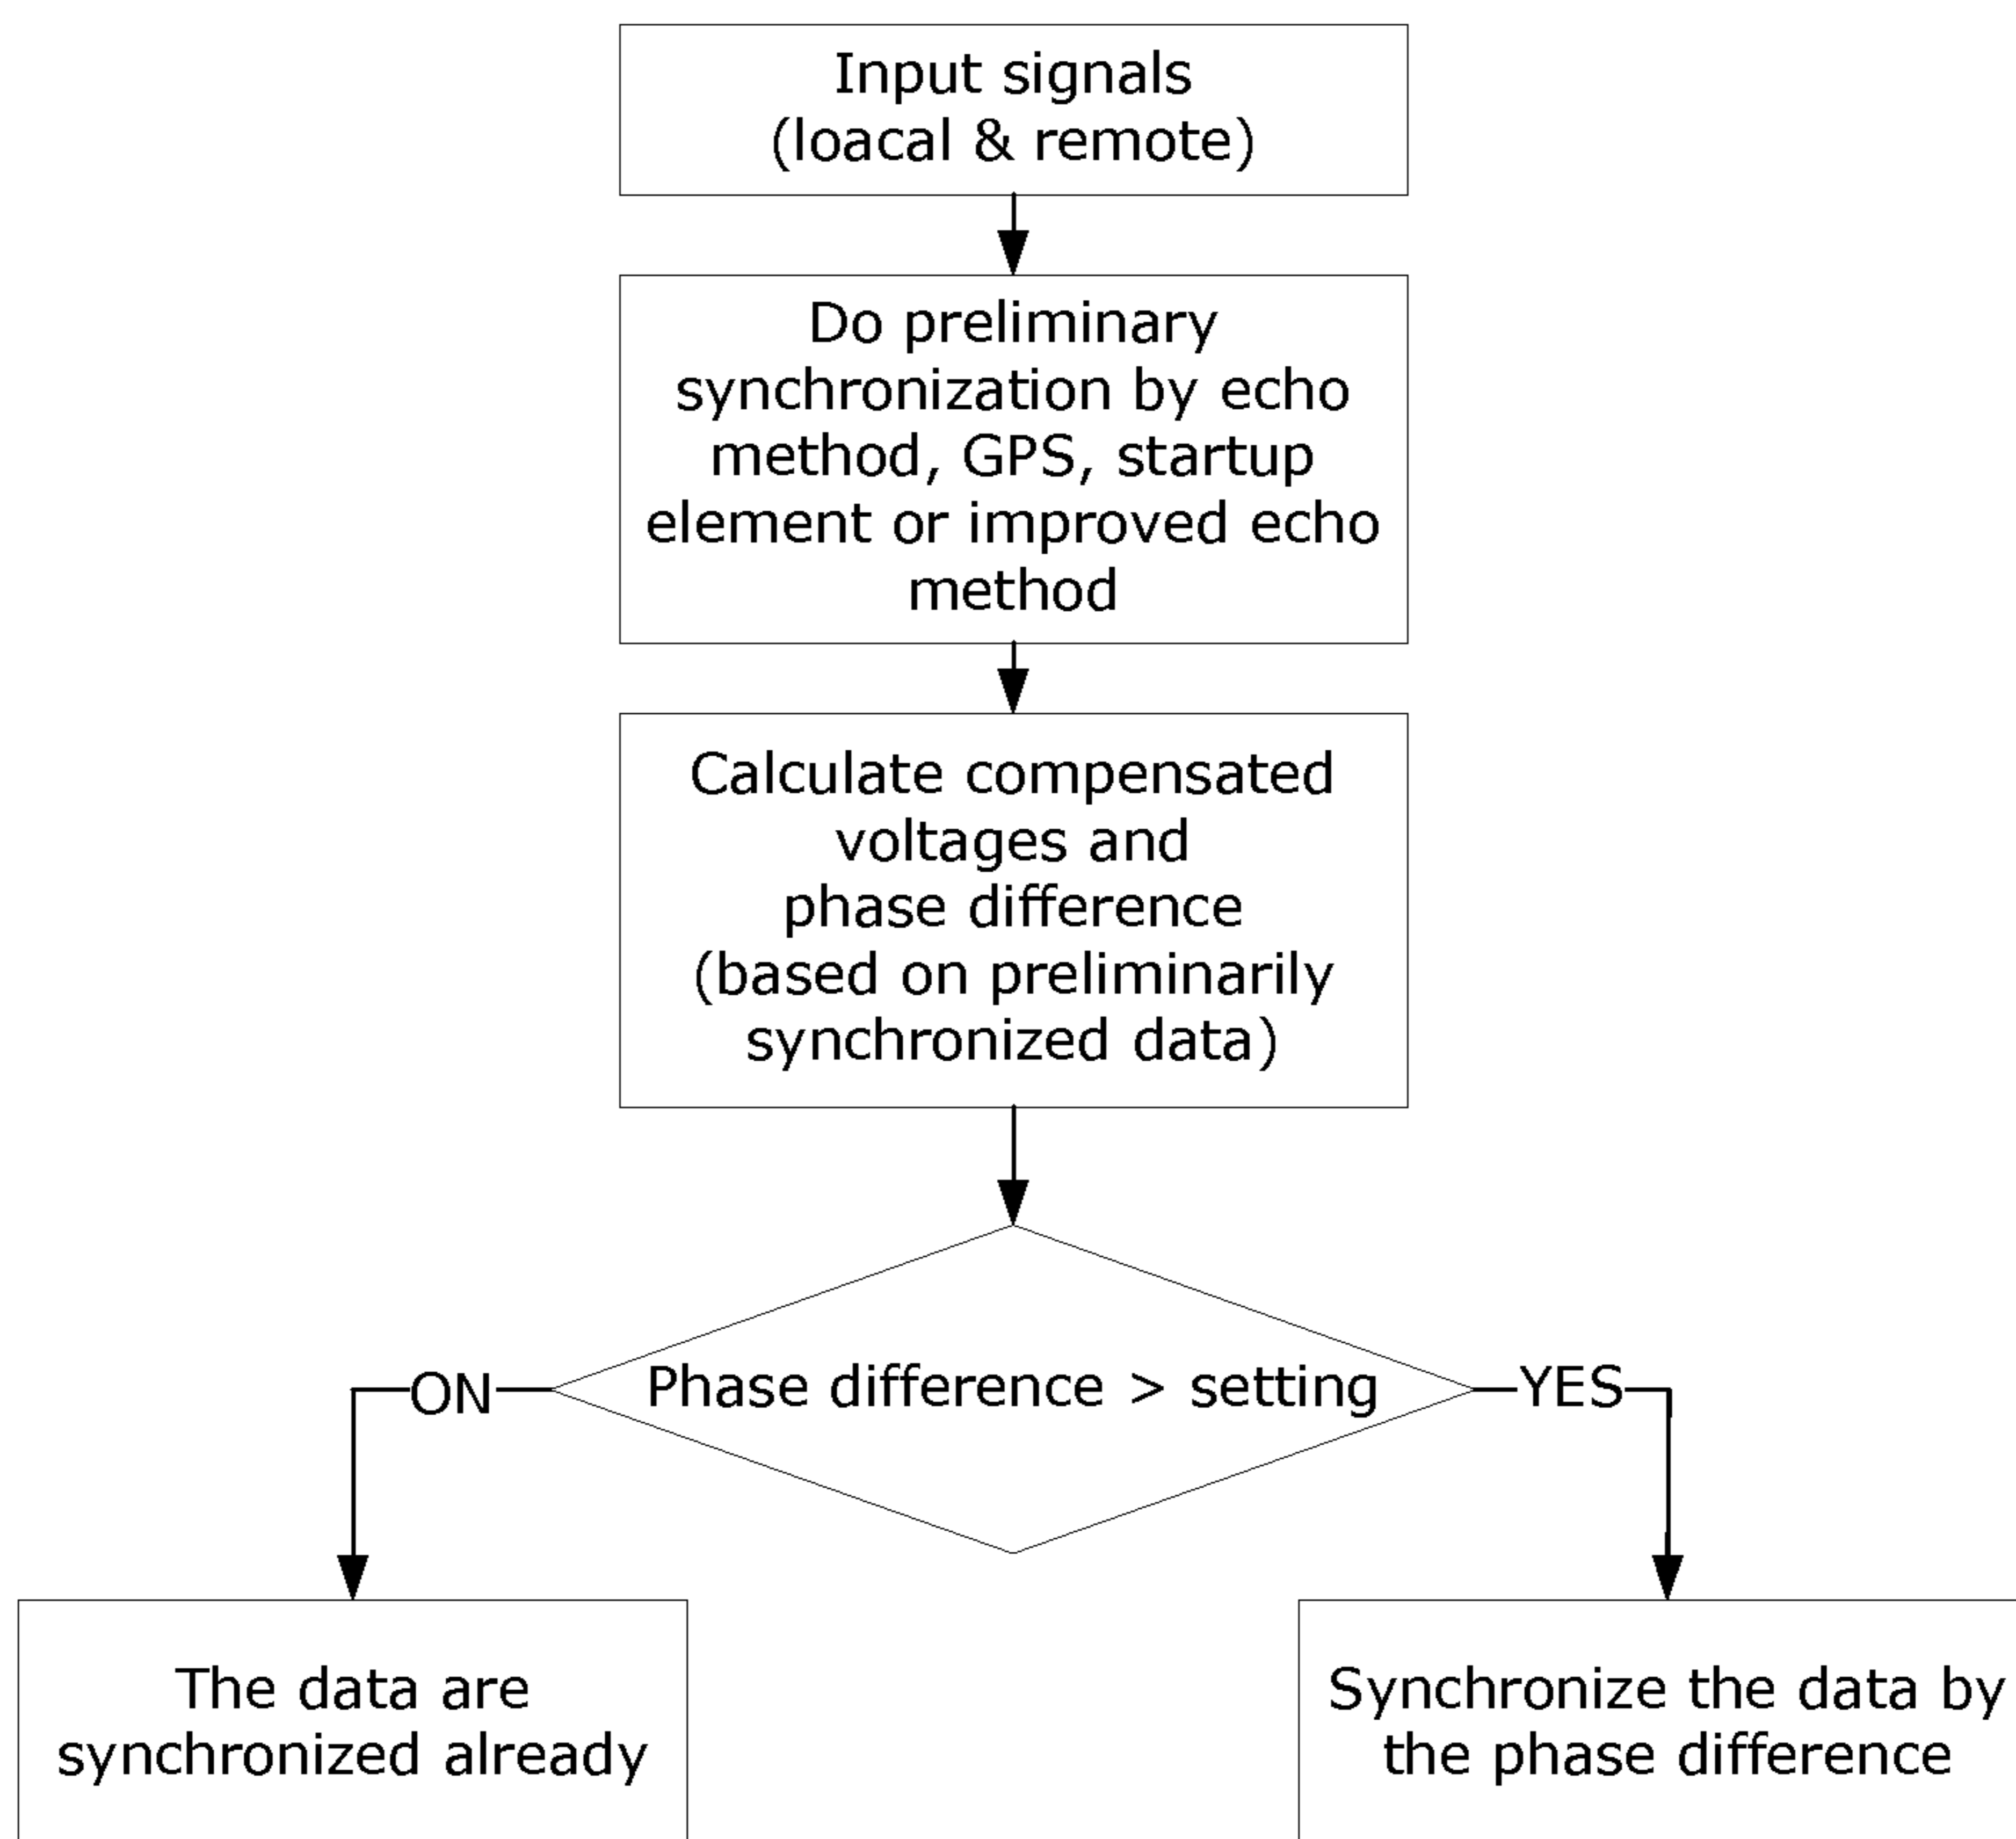 Input signals
(loacal & remote)
Do preliminary
synchronization by echo
method, GPS, startup
element or improved echo
method
Calculate compensated
voltages and
phase difference
(based on preliminarily
synchronized data)
ON
Phase difference > setting
YES
The data are
synchronized already
Synchronize the data by
the phase difference